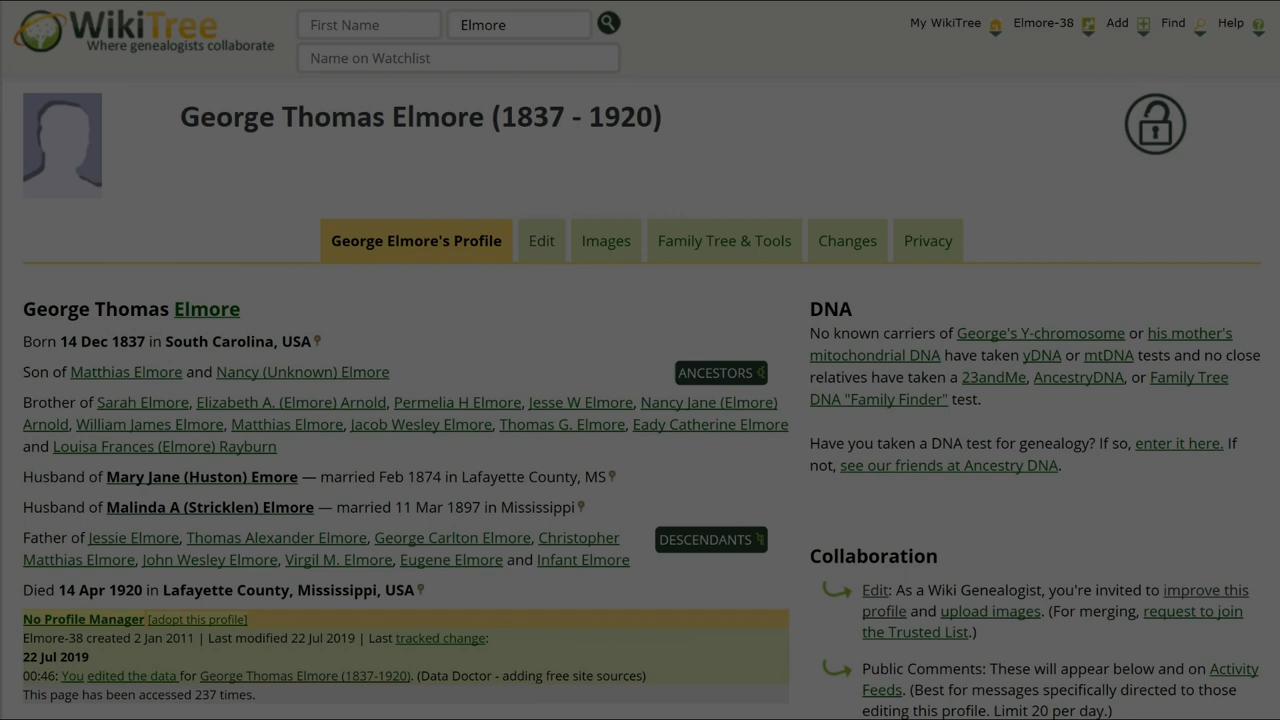 WikiTree
Where genealogists collaborate
First Name
Elmore
Name on Watchlist
My WikiTree
Elmore-38
Add
Find
Help
George Thomas Elmore (1837 - 1920)
George Elmore's Profile
Edit
Images
Family Tree & Tools
Changes
Privacy
George Thomas Elmore
Born 14 Dec 1837 in South Carolina, USA
Son of Matthias Elmore and Nancy (Unknown) Elmore
ANCESTORS
Brother of Sarah Elmore, Elizabeth A. (Elmore) Arnold, Permelia H Elmore, Jesse W Elmore, Nancy Jane (Elmore)
Arnold, William James Elmore, Matthias Elmore, Jacob Wesley Elmore, Thomas G. Elmore, Eady Catherine Elmore
and Louisa Frances (Elmore) Rayburn
Husband of Mary Jane (Huston) Emore — married Feb 1874 in Lafayette County, MS
Husband of Malinda A (Stricklen) Elmore — married 11 Mar 1897 in Mississippi
Father of Jessie Elmore, Thomas Alexander Elmore, George Carlton Elmore, Christopher
Matthias Elmore, John Wesley Elmore, Virgil M. Elmore, Eugene Elmore and Infant Elmore
DESCENDANTS
Died 14 Apr 1920 in Lafayette County, Mississippi, USA
No Profile Manager [adopt this profile]
Elmore-38 created 2 Jan 2011 | Last modified 22 Jul 2019 | Last tracked change:
22 Jul 2019
00:46: You edited the data for George Thomas Elmore (1837-1920). (Data Doctor - adding free site sources)
This page has been accessed 237 times.
DNA
No known carriers of George's Y-chromosome or his mother's
mitochondrial DNA have taken yDNA or mtDNA tests and no close
relatives have taken a 23andMe, AncestryDNA, or Family Tree
DNA "Family Finder" test.
Have you taken a DNA test for genealogy? If so, enter it here. If
not, see our friends at Ancestry DNA.
Collaboration
Edit: As a Wiki Genealogist, you're invited to improve this
profile and upload images. (For merging, request to join
the Trusted List.)
Public Comments: These will appear below and on Activity
Feeds. (Best for messages specifically directed to those
editing this profile. Limit 20 per day.)